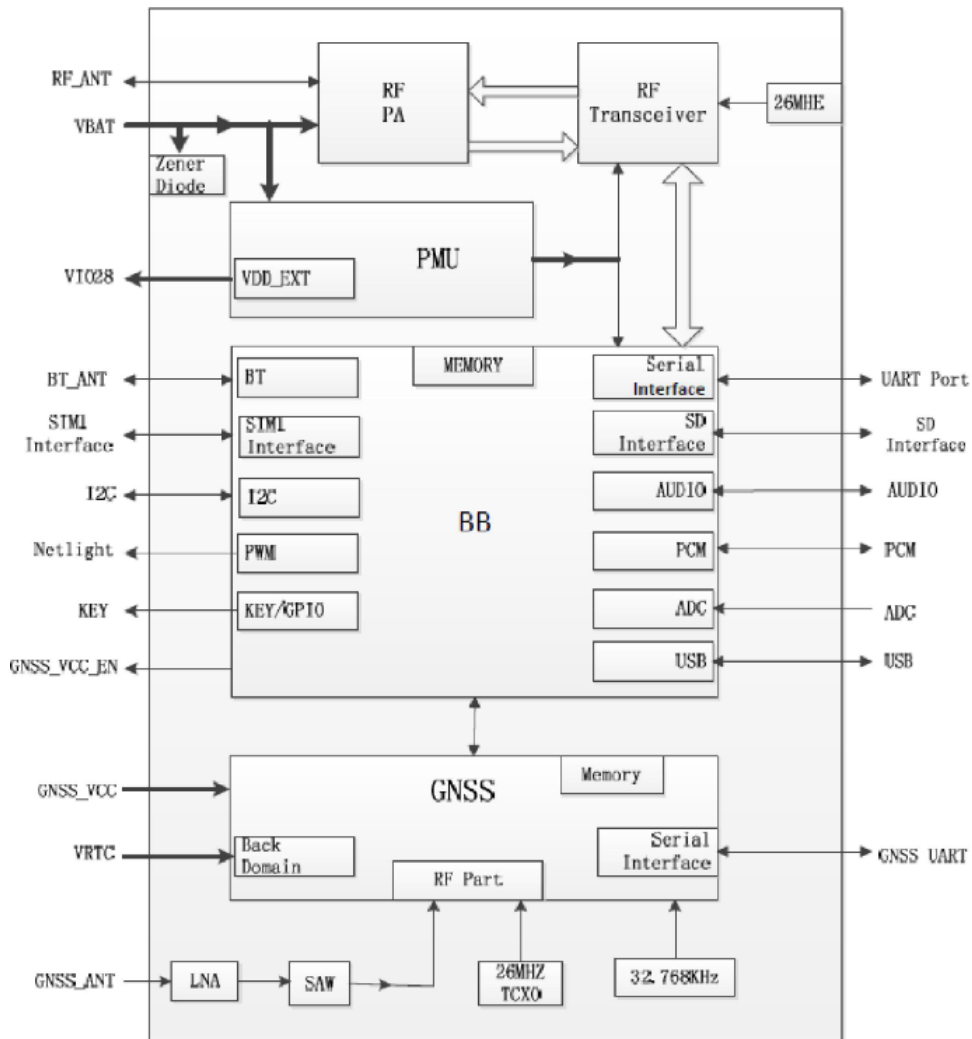 RF_ANT
RF
PA
RF
Transceiver
26MHE
VBAT
Zener
Diode
PMU
VIO28
VDD_EXT
MEMORY
BT_ANT
BT
Serial
Interface
UART Port
SIM1
Interface
SIM1
Interface
SD
Interface
SD
Interface
I2C
I2C
AUDIO
AUDIO
BB
Netlight
PWM
PCM
PCM
KEY
KEY/GPIO
ADC
ADC
GNSS_VCC_EN
USB
USB
GNSS_VCC
GNSS
Memory
VRTC
Back
Domain
Serial
Interface
GNSS UART
RF Part
GNSS_ANT
LNA
SAW
26MHZ
TCXO
32.768KHz